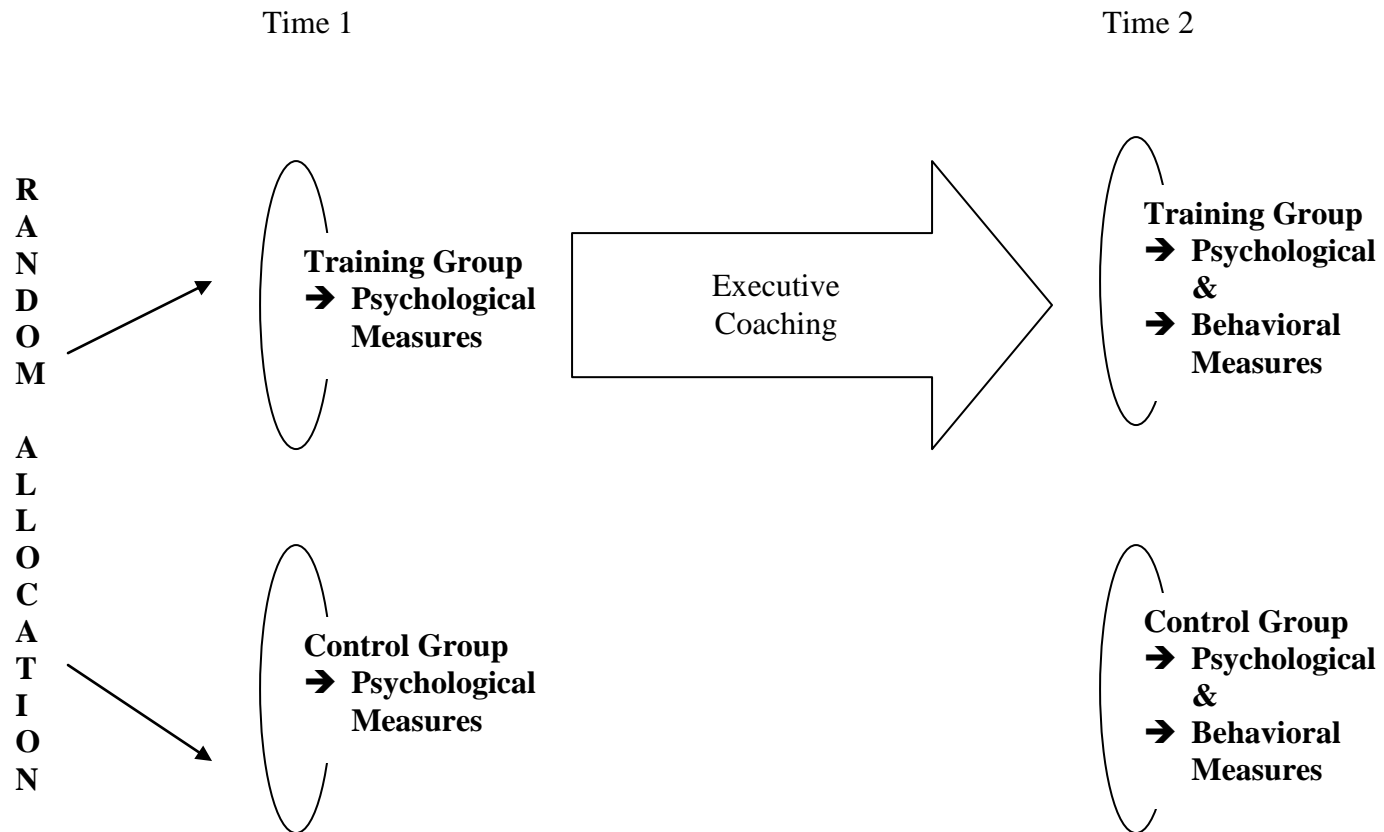 Time 1
Time 2
R
A
N
D
O
M
A
L
L
O
C
A
T
I
O
N
Training Group
➔ Psychological
Measures
Executive
Coaching
Training Group
➔ Psychological
&
➔ Behavioral
Measures
Control Group
➔ Psychological
Measures
Control Group
➔ Psychological
&
➔ Behavioral
Measures